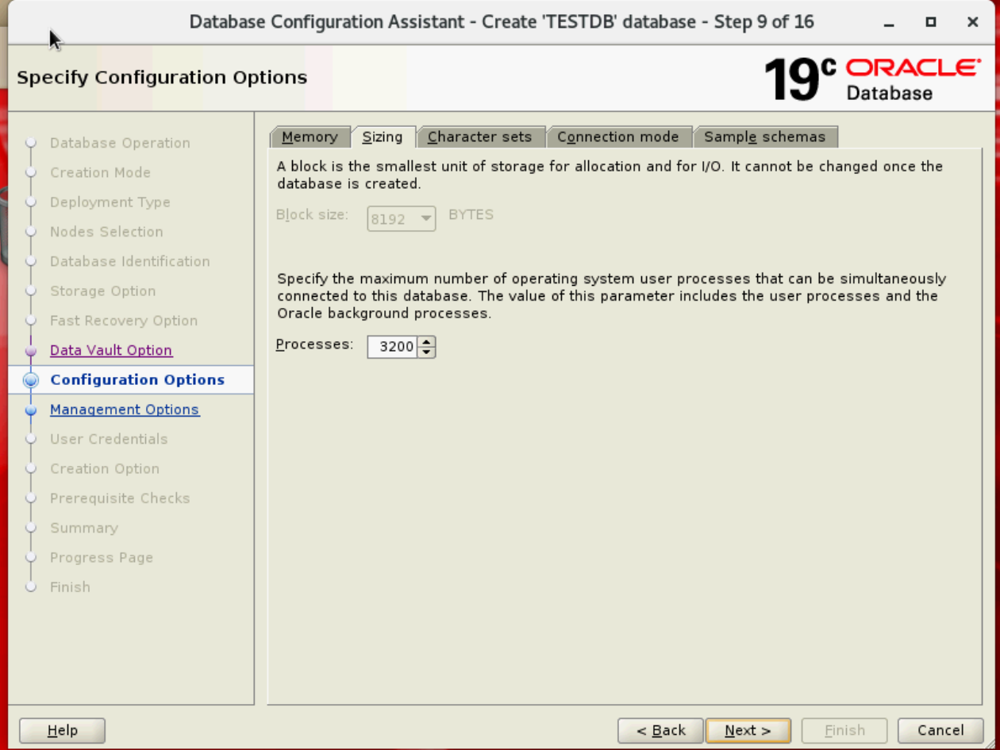 Database Configuration Assistant - Create 'TESTDB' database - Step 9 of 16
Specify Configuration Options
19c ORACLE
Database
Database Operation
Creation Mode
Deployment Type
Nodes Selection
Database Identification
Storage Option
Fast Recovery Option
Data Vault Option
Configuration Options
Management Options
User Credentials
Creation Option
Prerequisite Checks
Summary
Progress Page
Finish
Memory Sizing Character sets Connection mode Sample schemas
A block is the smallest unit of storage for allocation and for I/O. It cannot be changed once the
database is created.
Block size: 8192 BYTES
Specify the maximum number of operating system user processes that can be simultaneously
connected to this database. The value of this parameter includes the user processes and the
Oracle background processes.
Processes: 3200
Help < Back Next > Finish Cancel